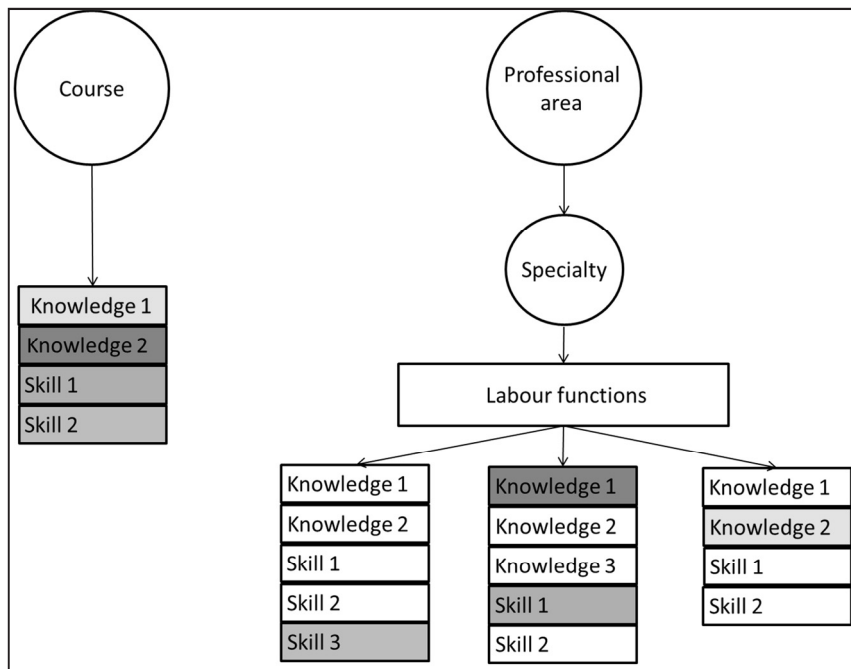 Course
Professional
area
Specialty
Knowledge 1
Knowledge 2
Skill 1
Skill 2
Labour functions
Knowledge 1
Knowledge 2
Skill 1
Skill 2
Skill 3
Knowledge 1
Knowledge 2
Knowledge 3
Skill 1
Skill 2
Knowledge 1
Knowledge 2
Skill 1
Skill 2